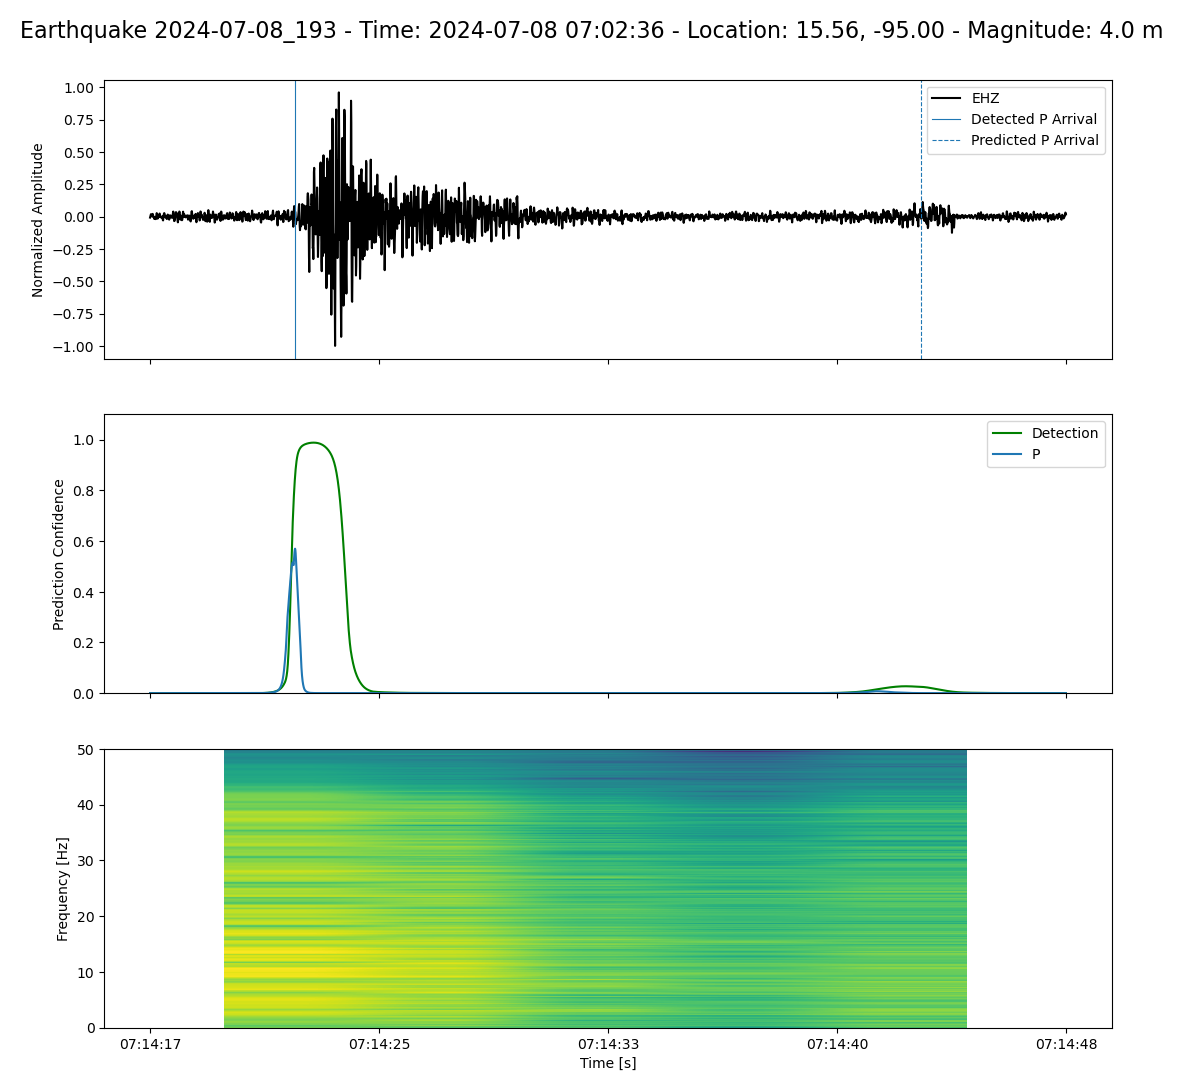 Earthquake 2024-07-08_193 - Time: 2024-07-08 07:02:36 - Location: 15.56, -95.00 - Magnitude: 4.0 m
1.00
0.75
0.50
0.25
0.00
−0.25
−0.50
−0.75
−1.00
Normalized Amplitude
EHZ
Detected P Arrival
Predicted P Arrival
1.0
0.8
0.6
0.4
0.2
0.0
Prediction Confidence
Detection
P
50
40
30
20
10
0
Frequency [Hz]
07:14:17
07:14:25
07:14:33
07:14:40
07:14:48
Time [s]